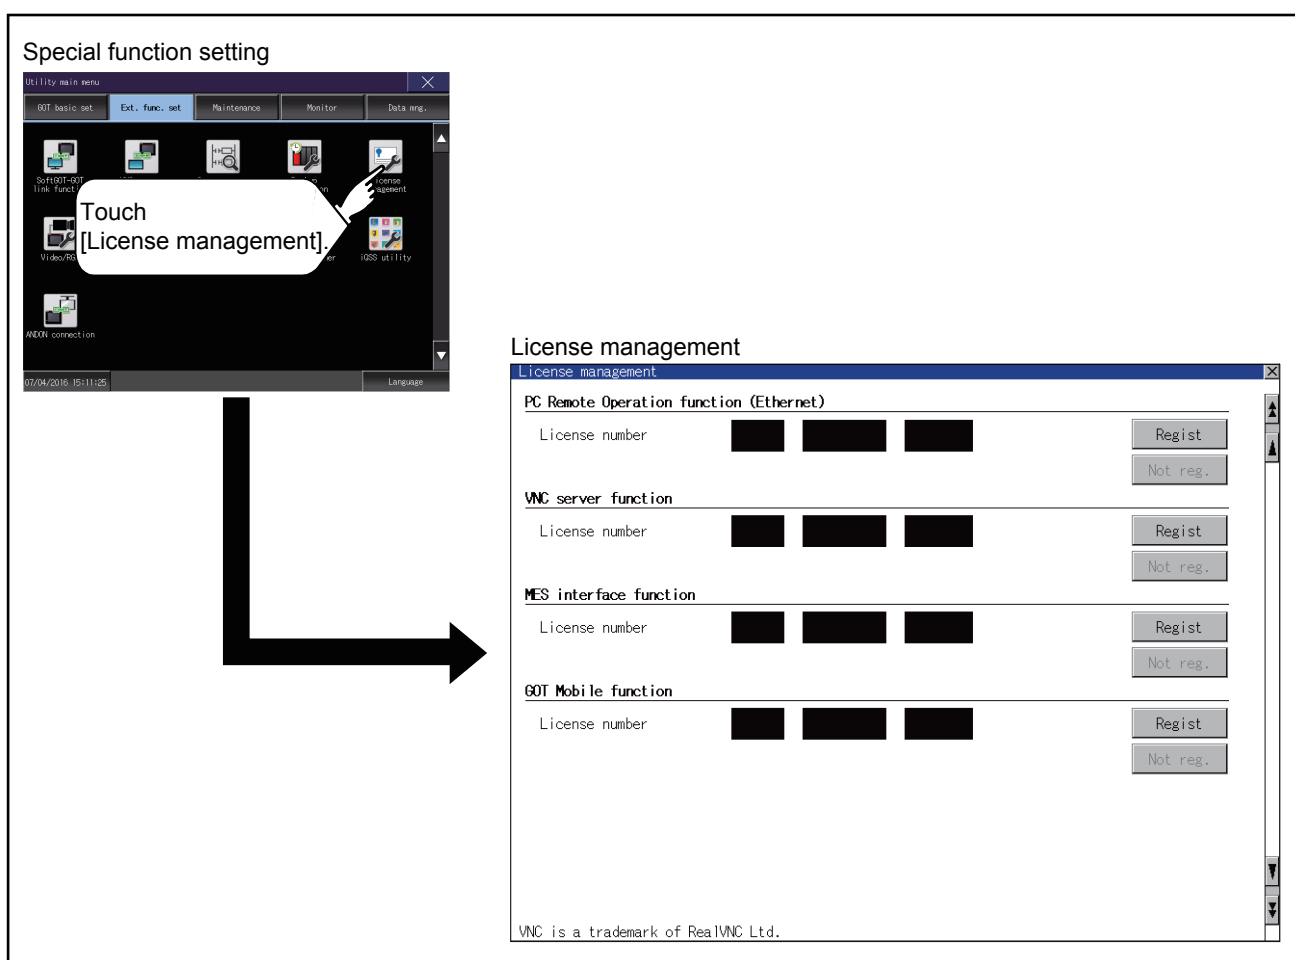 Special function setting
Utility main menu
GOT basic set
Ext. func. set
Maintenance
Monitor
Data mng.
SoftGOT-GOT
link
License
Touch
[License management].
Video/
iQSS utility
ANDON connection
07/04/2016 15:11:25
Language
License management
License management
PC Remote Operation function (Ethernet)
License number
Regist
Not reg.
VNC server function
License number
Regist
Not reg.
MES interface function
License number
Regist
Not reg.
GOT Mobile function
License number
Regist
Not reg.
VNC is a trademark of RealVNC Ltd.